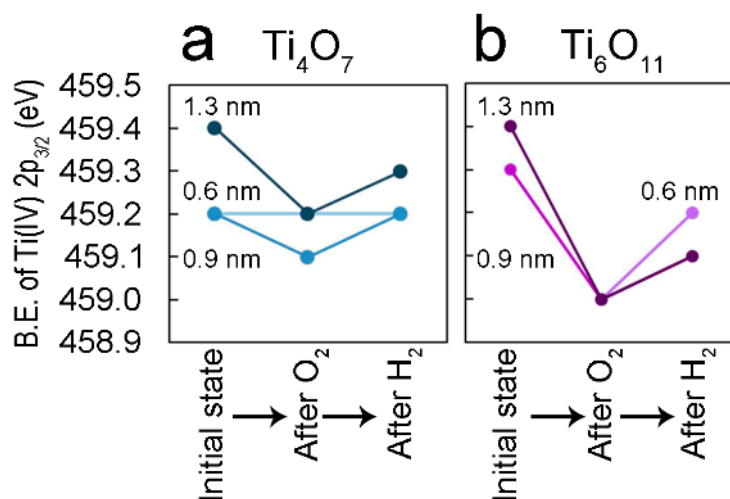 a Ti₄O₇
b Ti₆O₁₁
B.E. of Ti(IV) 2p₃/₂ (eV)
459.5
459.4
459.3
459.2
459.1
459.0
458.9
1.3 nm
0.6 nm
0.9 nm
1.3 nm
0.6 nm
0.9 nm
Initial state
After O₂
After H₂
Initial state
After O₂
After H₂